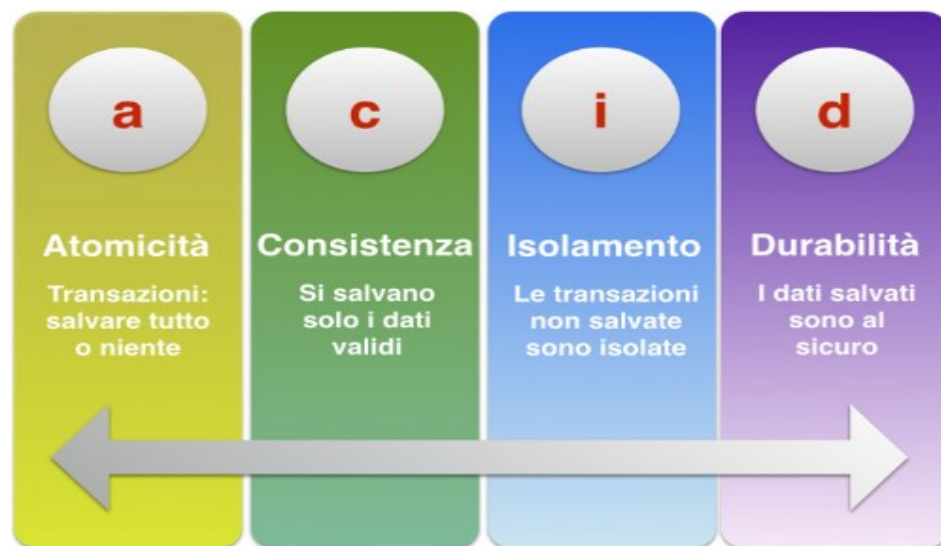 a
Atomicità
Transazioni:
salvare tutto
o niente
c
Consistenza
Si salvano
solo i dati
validi
i
Isolamento
Le transazioni
non salvate
sono isolate
d
Durabilità
I dati salvati
sono al
sicuro